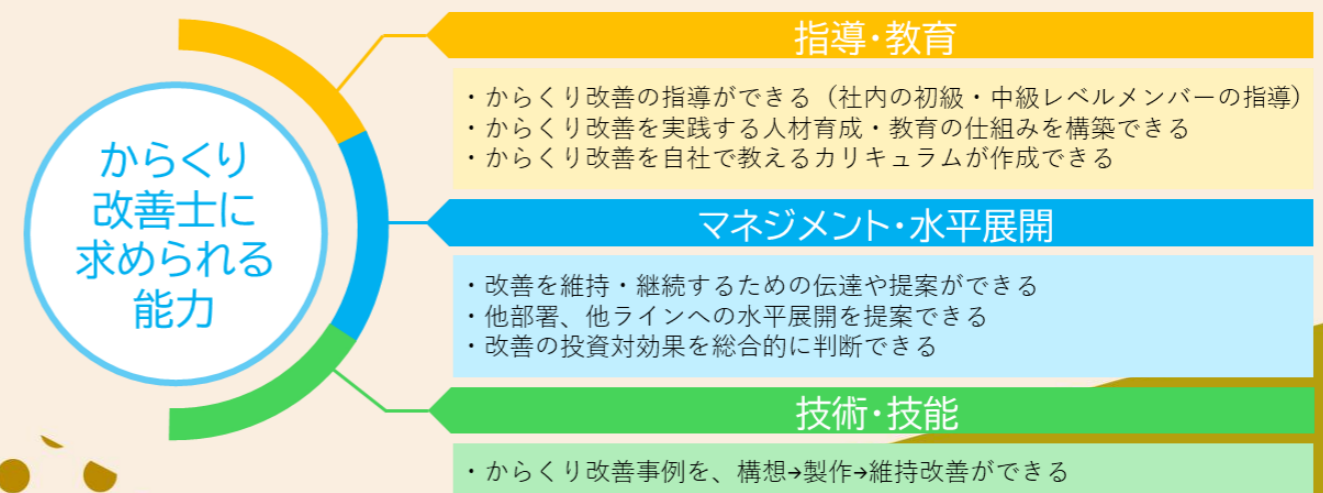 からくり
改善士に
求められる
能力
指導・教育
・からくり改善の指導ができる（社内の初級・中級レベルメンバーの指導）
・からくり改善を実践する人材育成・教育の仕組みを構築できる
・からくり改善を自社で教えるカリキュラムが作成できる
マネジメント・水平展開
・改善を維持・継続するための伝達や提案ができる
・他部署、他ラインへの水平展開を提案できる
・改善の投資対効果を総合的に判断できる
技術・技能
・からくり改善事例を、構想→製作→維持改善ができる